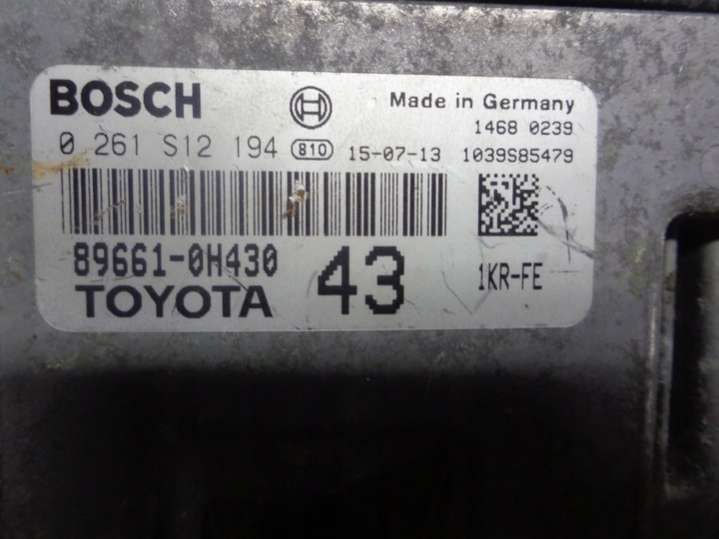 BOSCH Made in Germany
1468 0239
0 261 S12 194 810 15-07-13 1039S85479
89661-0H430 43 1KR-FE
TOYOTA